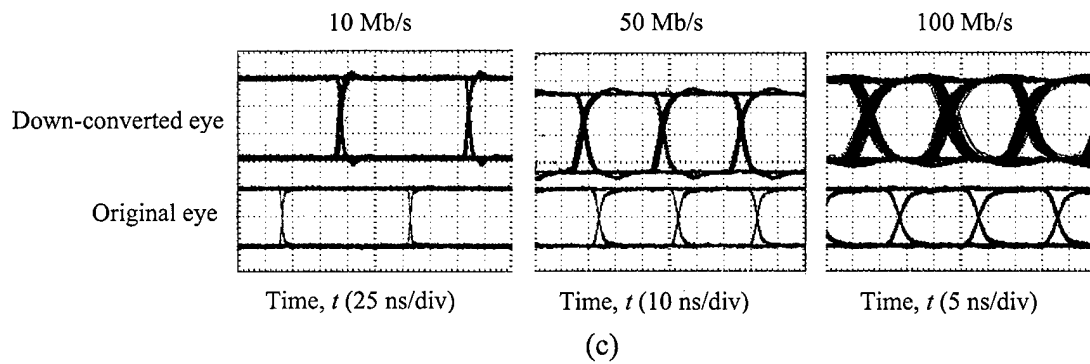 10 Mb/s 50 Mb/s 100 Mb/s
Down-converted eye
Original eye
Time, t (25 ns/div) Time, t (10 ns/div) Time, t (5 ns/div)
(c)